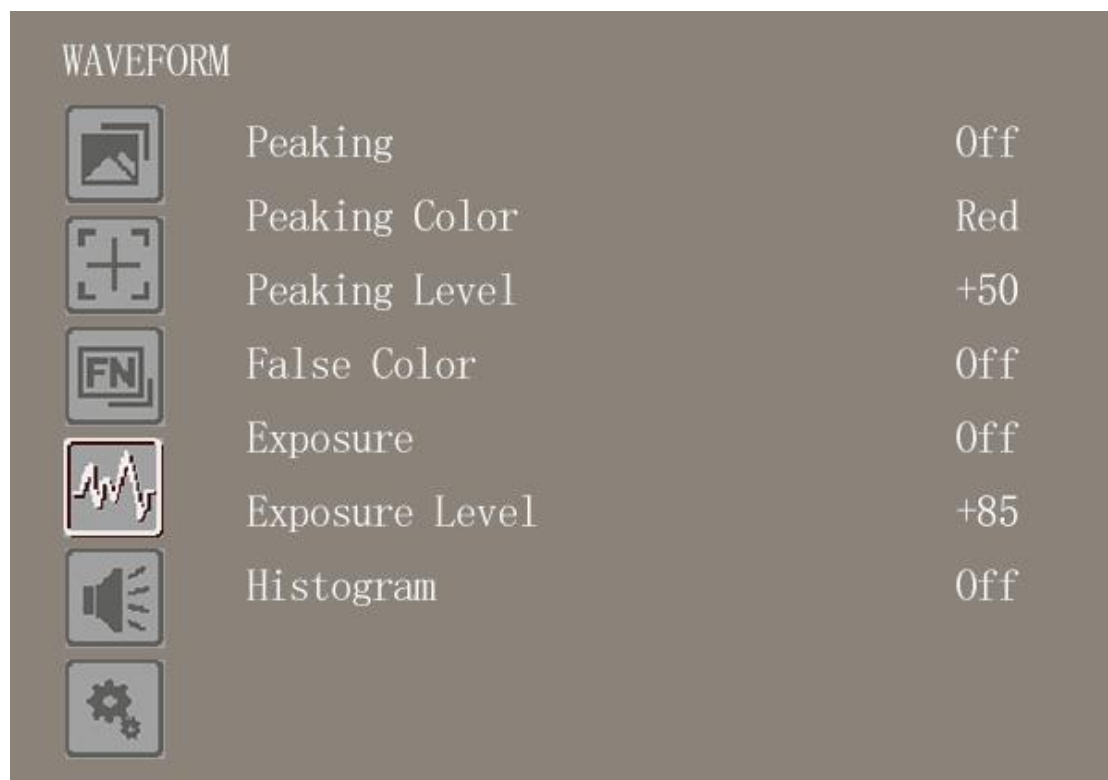 WAVEFORM
Peaking Off
Peaking Color Red
Peaking Level +50
FN
False Color Off
Exposure Off
Exposure Level +85
Histogram Off